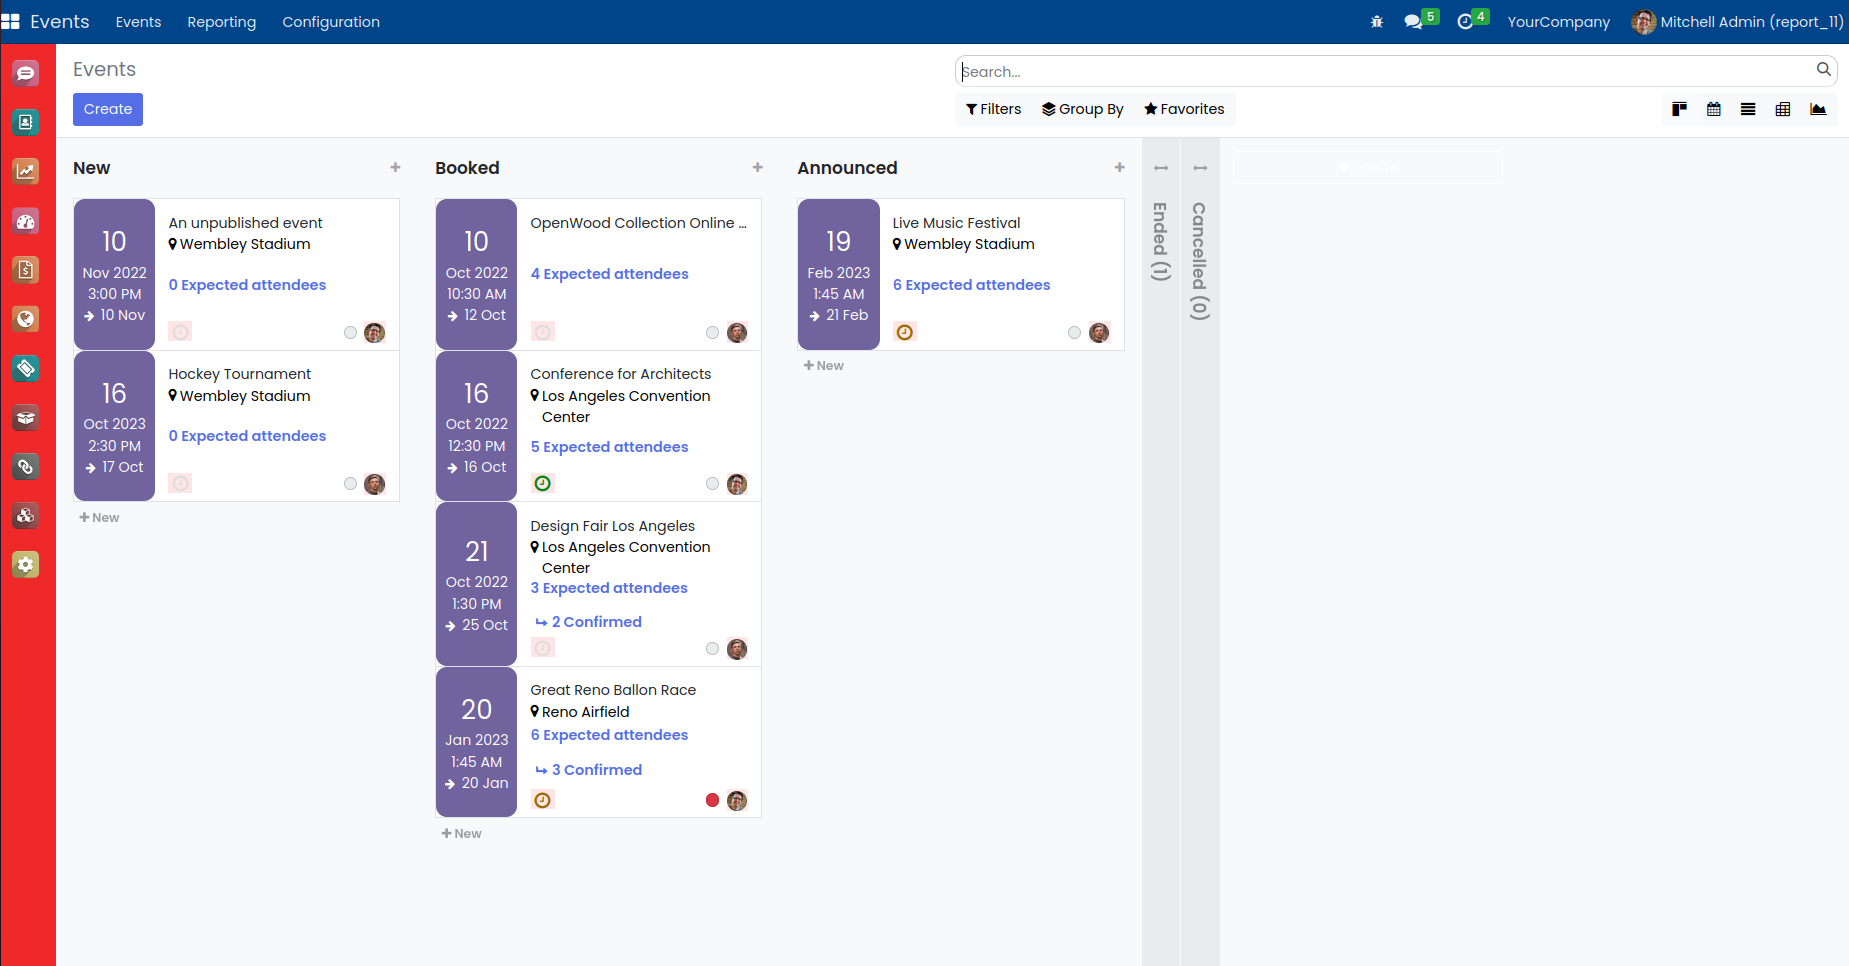 Events Events Reporting Configuration 5 4 YourCompany Mitchell Admin (report_11)
Events
Search...
Create
Filters Group By Favorites
New
10
Nov 2022
3:00 PM
10 Nov
An unpublished event
Wembley Stadium
0 Expected attendees
16
Oct 2023
2:30 PM
17 Oct
Hockey Tournament
Wembley Stadium
0 Expected attendees
+ New
Booked
10
Oct 2022
10:30 AM
12 Oct
OpenWood Collection Online ...
4 Expected attendees
16
Oct 2022
12:30 PM
16 Oct
Conference for Architects
Los Angeles Convention
Center
5 Expected attendees
21
Oct 2022
1:30 PM
25 Oct
Design Fair Los Angeles
Los Angeles Convention
Center
3 Expected attendees
2 Confirmed
20
Jan 2023
1:45 AM
20 Jan
Great Reno Ballon Race
Reno Airfield
6 Expected attendees
3 Confirmed
+ New
Announced
19
Feb 2023
1:45 AM
21 Feb
Live Music Festival
Wembley Stadium
6 Expected attendees
+ New
Ended (1)
Cancelled (0)